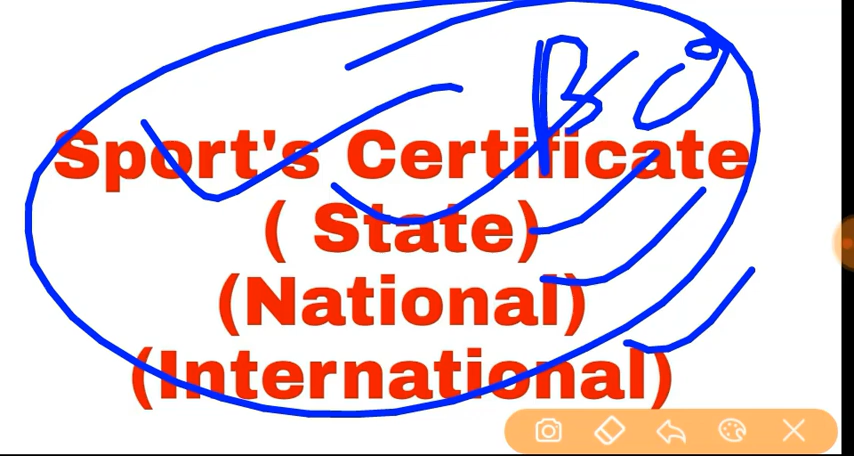 Sport's Certificate
( State)
(National)
(International)